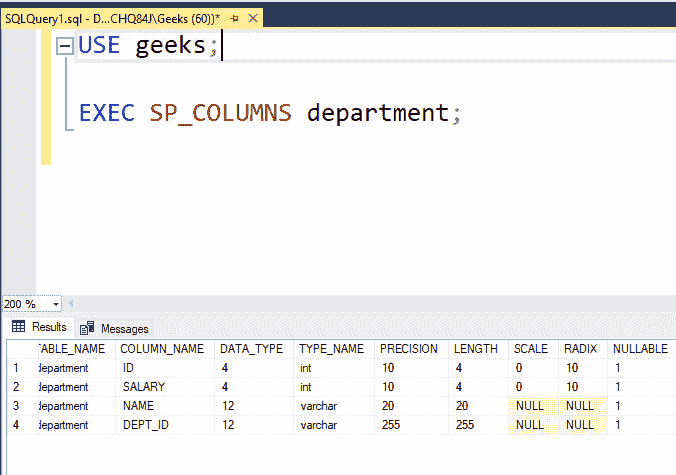 SQLQuery1.sql - D...CHQ84J\Geeks (60))*
USE geeks;
EXEC SP_COLUMNS department;
200 %
Results Messages
TABLE_NAME COLUMN_NAME DATA_TYPE TYPE_NAME PRECISION LENGTH SCALE RADIX NULLABLE
1 department ID 4 int 10 4 0 10 1
2 department SALARY 4 int 10 4 0 10 1
3 department NAME 12 varchar 20 20 NULL NULL 1
4 department DEPT_ID 12 varchar 255 255 NULL NULL 1